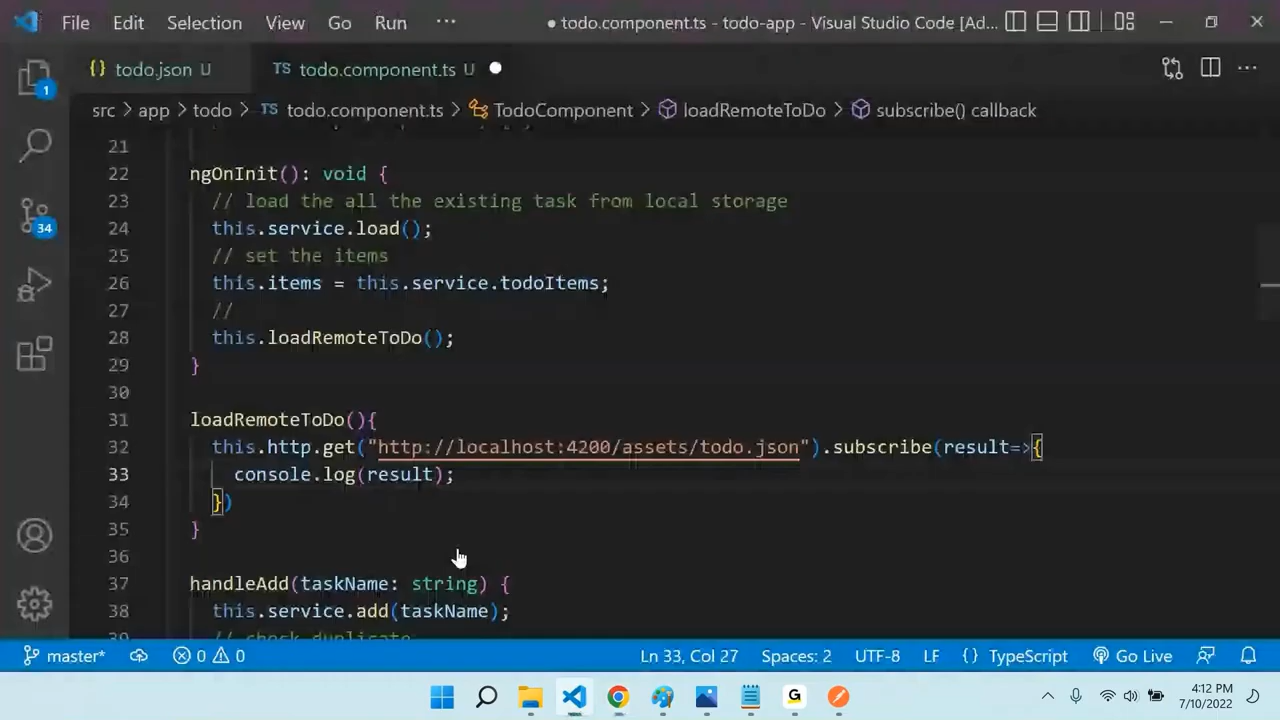 File Edit Selection View Go Run ··· ● todo.component.ts - todo-app - Visual Studio Code [Ad...
{} todo.json U TS todo.component.ts U ●
src > app > todo > TS todo.component.ts > TodoComponent > loadRemoteToDo > subscribe() callback
1
34
21
22 ngOnInit(): void {
23 // load the all the existing task from local storage
24 this.service.load();
25 // set the items
26 this.items = this.service.todoItems;
27 //
28 this.loadRemoteToDo();
29 }
30
31 loadRemoteToDo(){
32 this.http.get("http://localhost:4200/assets/todo.json").subscribe(result=>{
33 console.log(result);
34 })
35 }
36
37 handleAdd(taskName: string) {
38 this.service.add(taskName);
39 // check duplicate
master* 0 0 Ln 33, Col 27 Spaces: 2 UTF-8 LF {} TypeScript Go Live
G
4:12 PM
7/10/2022